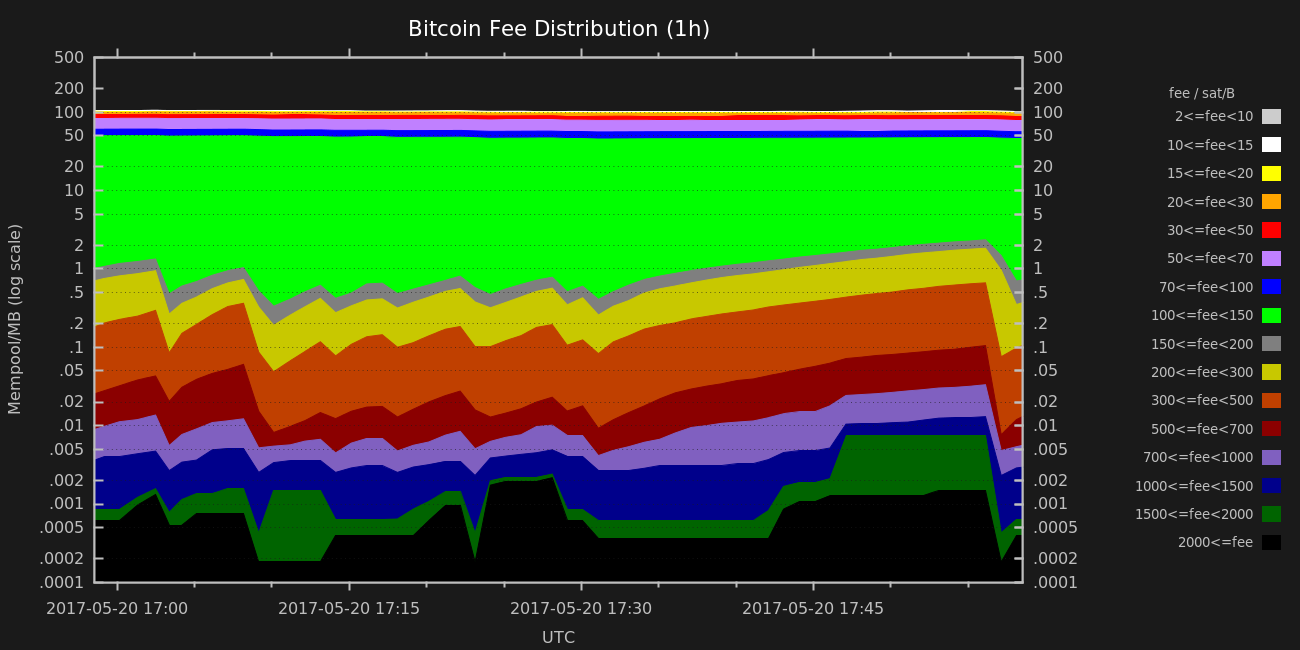 Bitcoin Fee Distribution (1h)
Mempool/MB (log scale)
500
200
100
50
20
10
5
2
1
.5
.2
.1
.05
.02
.01
.005
.002
.001
.0005
.0002
.0001
500
200
100
50
20
10
5
2
1
.5
.2
.1
.05
.02
.01
.005
.002
.001
.0005
.0002
.0001
2017-05-20 17:00 2017-05-20 17:15 2017-05-20 17:30 2017-05-20 17:45
UTC
fee / sat/B
2<=fee<10
10<=fee<15
15<=fee<20
20<=fee<30
30<=fee<50
50<=fee<70
70<=fee<100
100<=fee<150
150<=fee<200
200<=fee<300
300<=fee<500
500<=fee<700
700<=fee<1000
1000<=fee<1500
1500<=fee<2000
2000<=fee